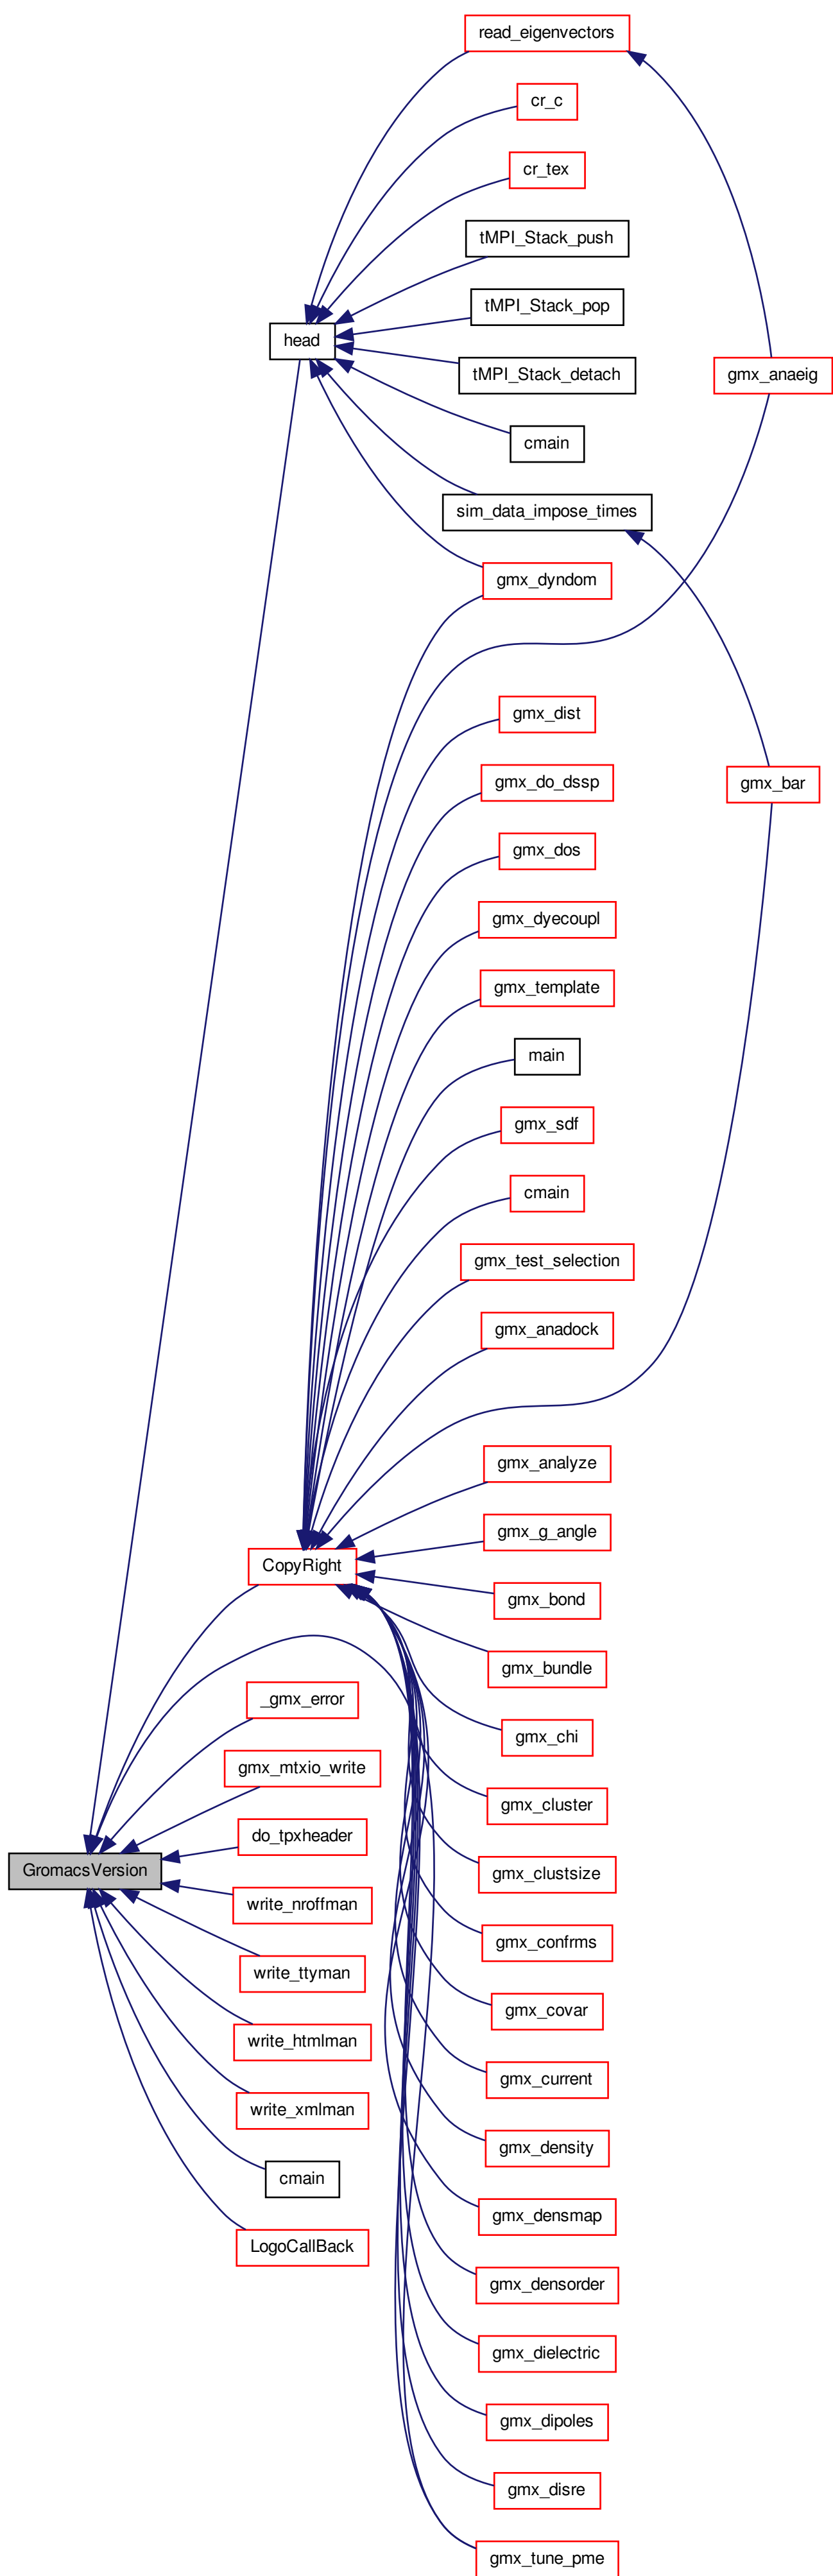 read_eigenvectors
cr_c
cr_tex
tMPI_Stack_push
tMPI_Stack_pop
head
tMPI_Stack_detach
gmx_anaeig
cmain
sim_data_impose_times
gmx_dyndom
gmx_dist
gmx_do_dssp
gmx_bar
gmx_dos
gmx_dyecoupl
gmx_template
main
gmx_sdf
cmain
gmx_test_selection
gmx_anadock
gmx_analyze
gmx_g_angle
CopyRight
gmx_bond
gmx_bundle
_gmx_error
gmx_chi
gmx_mtxio_write
gmx_cluster
do_tpxheader
GromacsVersion
gmx_clustsize
write_nroffman
gmx_confrms
write_ttyman
gmx_covar
write_htmlman
gmx_current
write_xmlman
gmx_density
cmain
gmx_densmap
LogoCallBack
gmx_densorder
gmx_dielectric
gmx_dipoles
gmx_disre
gmx_tune_pme